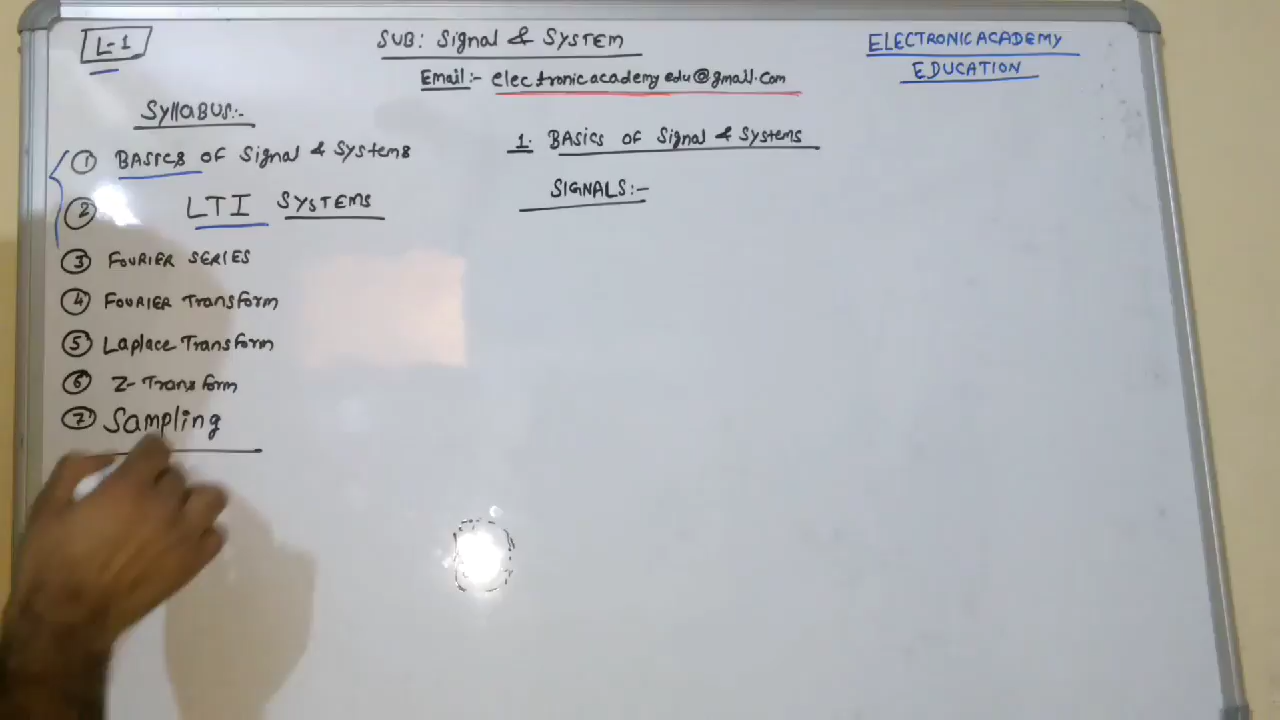 L-1
SUB: Signal & SYSTEM
ELECTRONIC ACADEMY
EDUCATION
Email:- electronicacademyedu@gmail.com
SYllABUS:-
① BASICS OF Signal & Systems
② LTI SYSTEMS
③ FOURIER SERIES
④ FOURIER Transform
⑤ Laplace Transform
⑥ Z-Transform
⑦ Sampling
1. BASICS OF Signal & Systems
SIGNALS:-